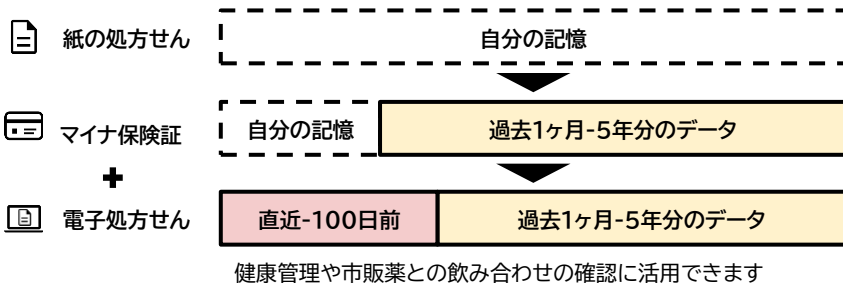 紙の処方せん 自分の記憶
マイナ保険証 自分の記憶 過去1ヶ月-5年分のデータ
+
電子処方せん 直近-100日前 過去1ヶ月-5年分のデータ
健康管理や市販薬との飲み合わせの確認に活用できます